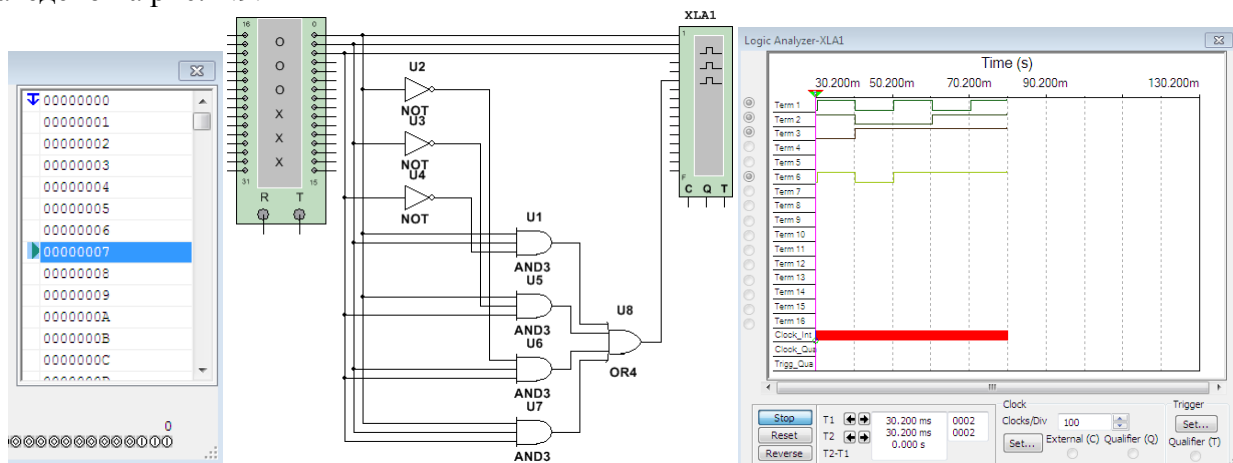 00000000
00000001
00000002
00000003
00000004
00000005
00000006
00000007
00000008
00000009
0000000A
0000000B
0000000C
0
16 0
O
O
O
X
X
X
31 15
R T
U2
NOT
U3
NOT
U4
NOT
U1
AND3
U5
AND3
U6
AND3
U7
AND3
U8
OR4
XLA1
1
F
C Q T
Logic Analyzer-XLA1
Time (s)
30.200m 50.200m 70.200m 90.200m 130.200m
Term 1
Term 2
Term 3
Term 4
Term 5
Term 6
Term 7
Term 8
Term 9
Term 10
Term 11
Term 12
Term 13
Term 14
Term 15
Term 16
Clock_Int
Clock_Qua
Trigg_Qua
Stop
Reset
Reverse
T1 30.200 ms 0002
T2 30.200 ms 0002
T2-T1 0.000 s
Clock
Clocks/Div 100
Set... External (C) Qualifier (Q)
Trigger
Set...
Qualifier (T)